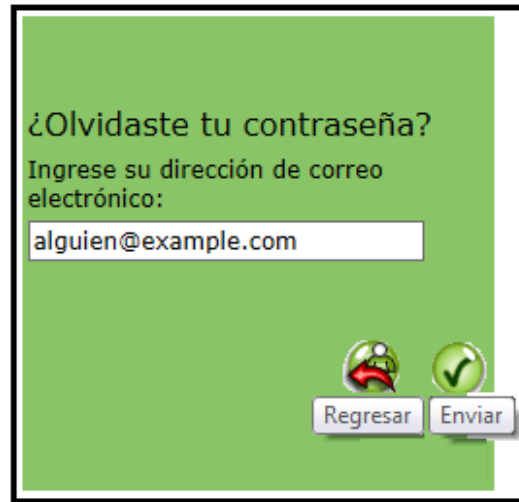 ¿Olvidaste tu contraseña?
Ingrese su dirección de correo
electrónico:
alguien@example.com
Regresar Enviar